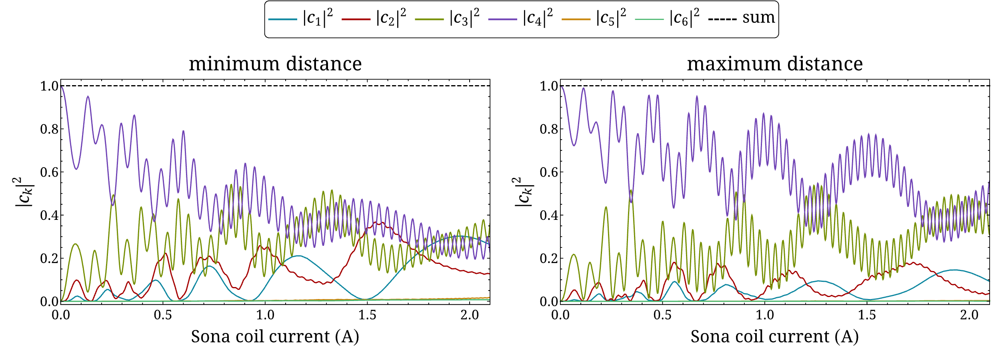 |c₁|² |c₂|² |c₃|² |c₄|² |c₅|² |c₆|² sum
minimum distance
maximum distance
|cₖ|²
1.0
0.8
0.6
0.4
0.2
0.0
0.0 0.5 1.0 1.5 2.0
Sona coil current (A)
|cₖ|²
1.0
0.8
0.6
0.4
0.2
0.0
0.0 0.5 1.0 1.5 2.0
Sona coil current (A)